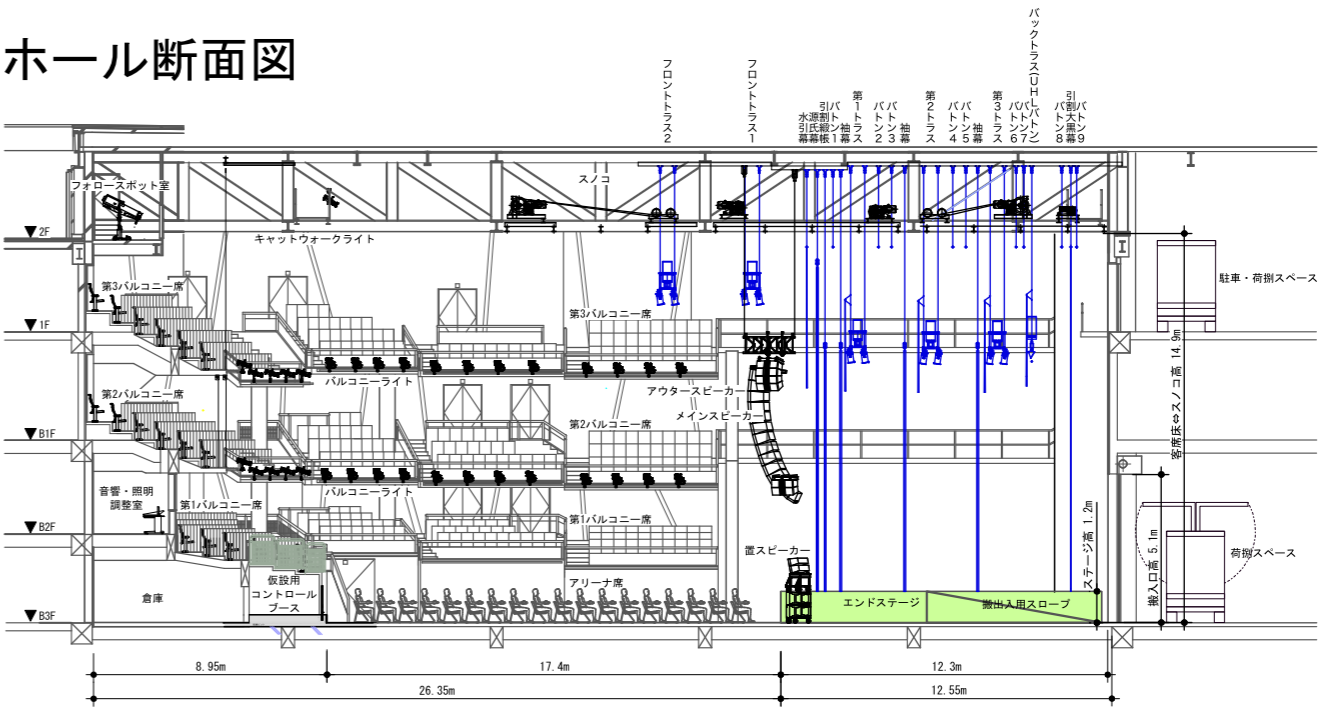 ホール断面図
フロントトラス2
フロントトラス1
水引幕
源氏幕
引割緞帳
バトン1
袖幕
第1トラス
バトン2
バトン3
袖幕
第2トラス
バトン4
バトン5
袖幕
第3トラス
バトン6
バトン7
バックトラス(UHLバトン)
バトン8
引割大黒幕
バトン9
フォロースポット室
スノコ
キャットウォークライト
2F
第3バルコニー席
駐車・荷捌スペース
1F
第3バルコニー席
バルコニーライト
アウタースピーカー
メインスピーカー
客席床⇔スノコ高 14.9m
第2バルコニー席
B1F
第2バルコニー席
バルコニーライト
音響・照明
調整室
第1バルコニー席
B2F
第1バルコニー席
置スピーカー
ステージ高 1.2m
搬入口高 5.1m
荷捌スペース
倉庫
仮設用
コントロール
ブース
アリーナ席
エンドステージ
搬出入用スロープ
B3F
8.95m
17.4m
12.3m
26.35m
12.55m